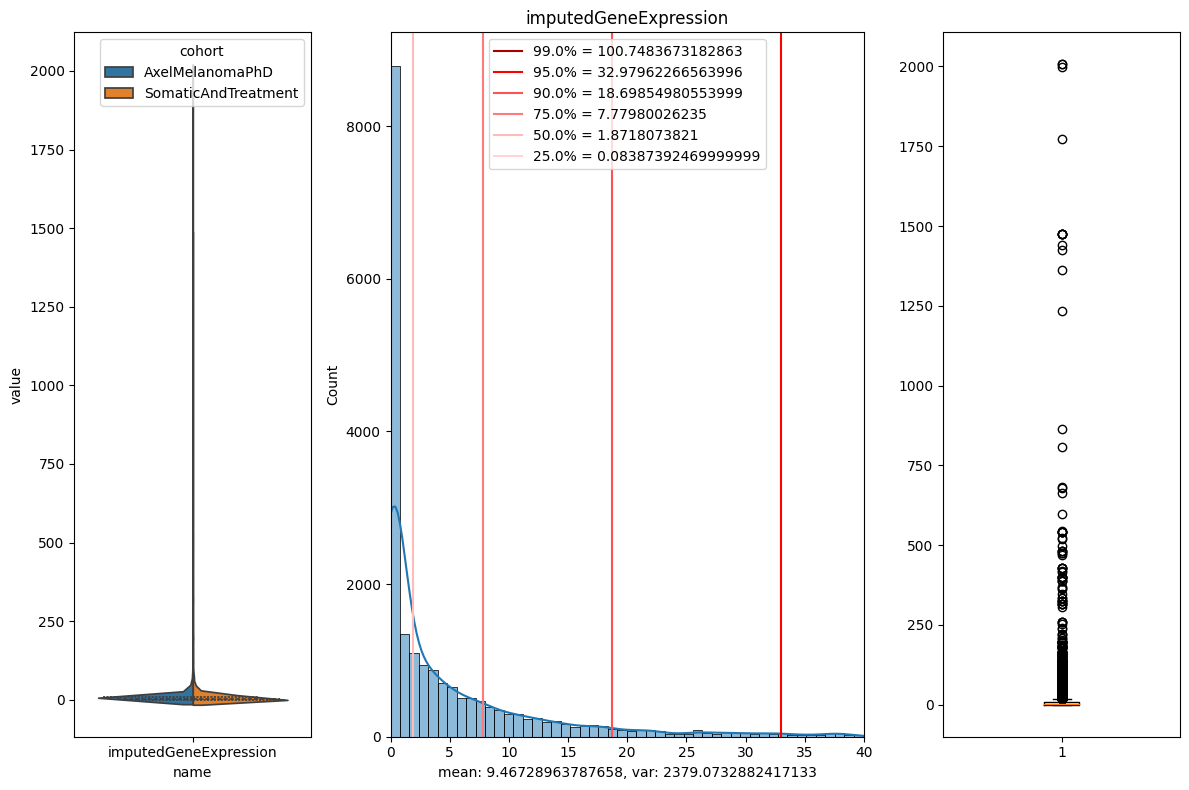 imputedGeneExpression
cohort
AxelMelanomaPhD
SomaticAndTreatment
2000
1750
1500
1250
1000
750
500
250
0
value
imputedGeneExpression
name
99.0% = 100.7483673182863
95.0% = 32.97962266563996
90.0% = 18.69854980553999
75.0% = 7.77980026235
50.0% = 1.8718073821
25.0% = 0.08387392469999999
8000
6000
4000
2000
0
Count
0 5 10 15 20 25 30 35 40
mean: 9.46728963787658, var: 2379.0732882417133
2000
1750
1500
1250
1000
750
500
250
0
1